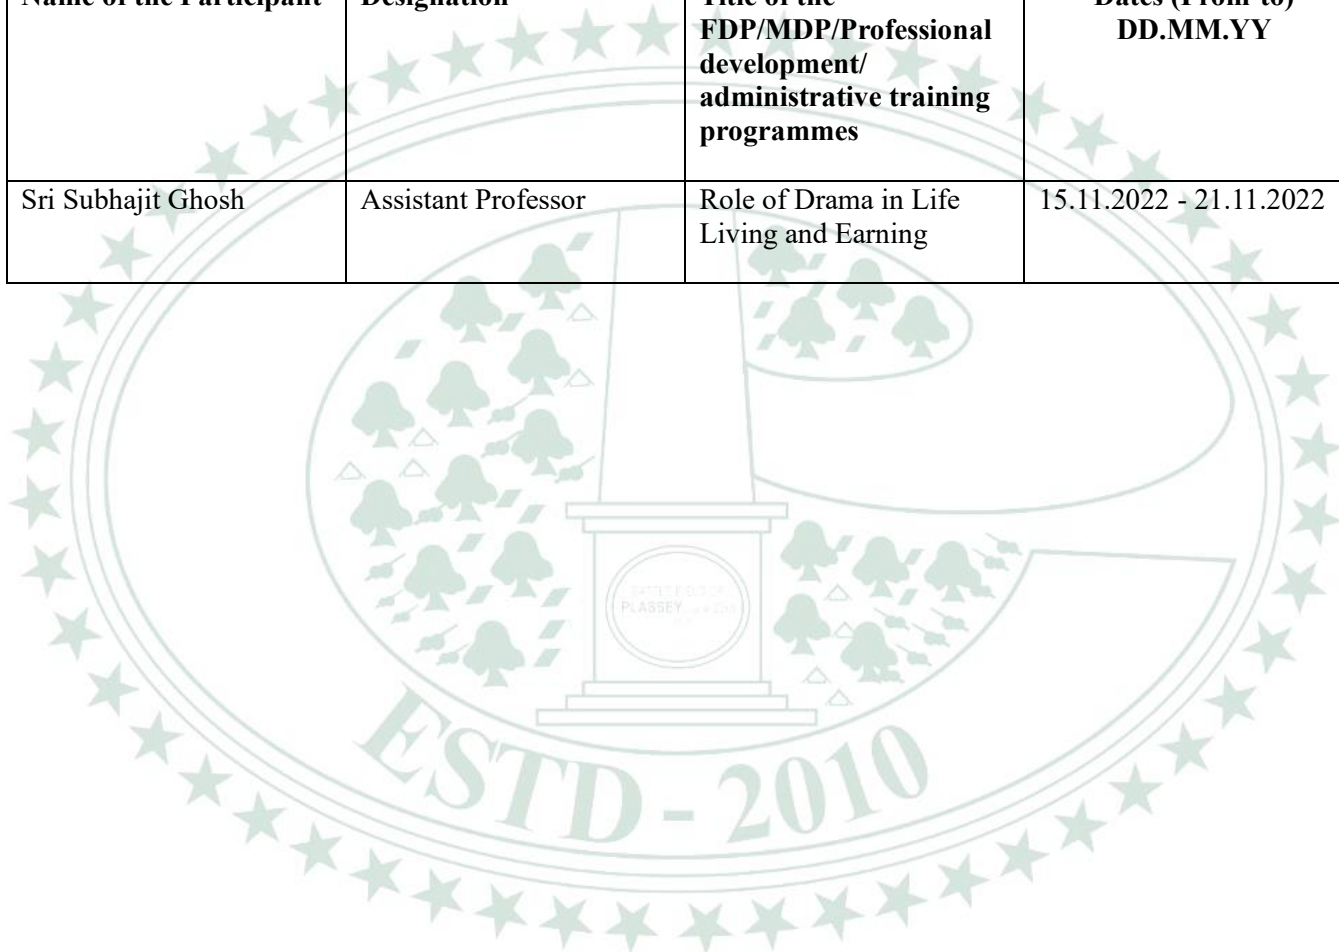 Name of the Participant Designation Title of the Dates (From-to)
FDP/MDP/Professional DD.MM.YY
development/
administrative training
programmes
Sri Subhajit Ghosh Assistant Professor Role of Drama in Life 15.11.2022 - 21.11.2022
Living and Earning
PLASSEY
ESTD - 2010